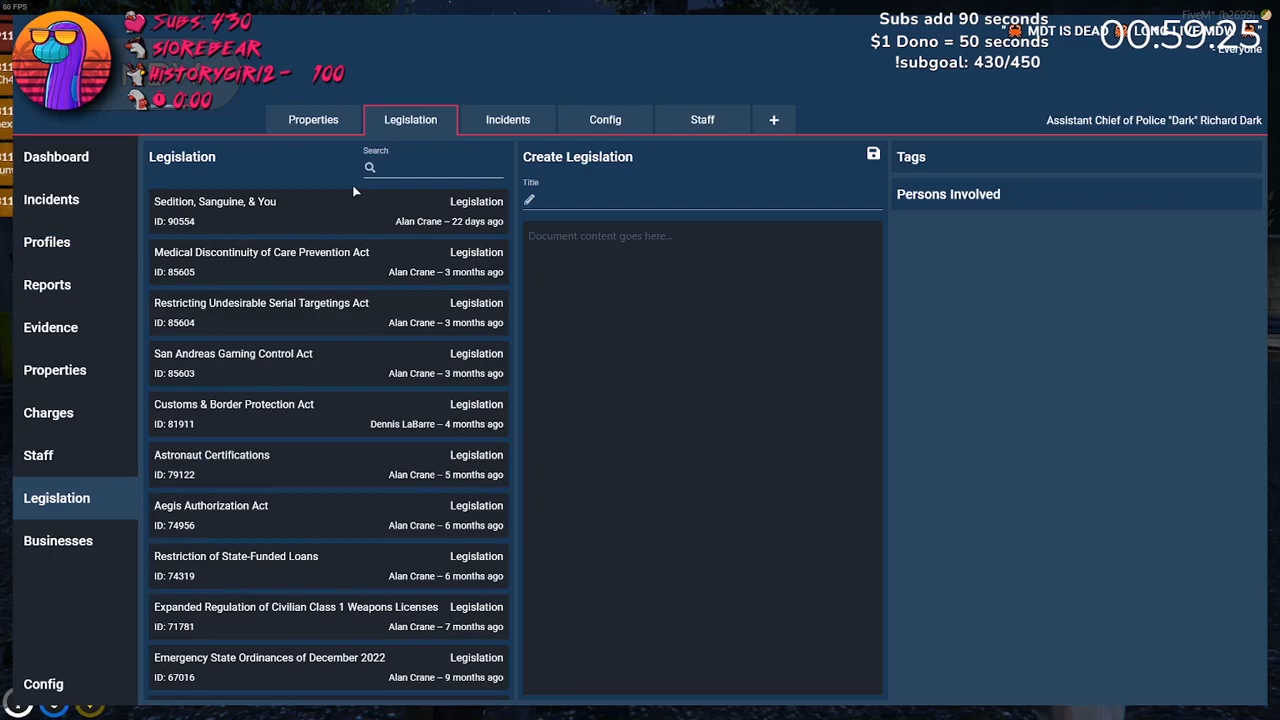 60 FPS
Subs: 430
SIOREBEAR
HISTORYGIRL2 - 100
0:00
Subs add 90 seconds
$1 Dono = 50 seconds
!subgoal: 430/450
FiveM* (b2699)
" MDT IS DEAD LONG LIVE MDW "
00:59:25
Everyone
Properties
Legislation
Incidents
Config
Staff
+
Assistant Chief of Police "Dark" Richard Dark
Dashboard
Incidents
Profiles
Reports
Evidence
Properties
Charges
Staff
Legislation
Businesses
Config
Legislation
Search
Sedition, Sanguine, & You Legislation
ID: 90554 Alan Crane – 22 days ago
Medical Discontinuity of Care Prevention Act Legislation
ID: 85605 Alan Crane – 3 months ago
Restricting Undesirable Serial Targetings Act Legislation
ID: 85604 Alan Crane – 3 months ago
San Andreas Gaming Control Act Legislation
ID: 85603 Alan Crane – 3 months ago
Customs & Border Protection Act Legislation
ID: 81911 Dennis LaBarre – 4 months ago
Astronaut Certifications Legislation
ID: 79122 Alan Crane – 5 months ago
Aegis Authorization Act Legislation
ID: 74956 Alan Crane – 6 months ago
Restriction of State-Funded Loans Legislation
ID: 74319 Alan Crane – 6 months ago
Expanded Regulation of Civilian Class 1 Weapons Licenses Legislation
ID: 71781 Alan Crane – 7 months ago
Emergency State Ordinances of December 2022 Legislation
ID: 67016 Alan Crane – 9 months ago
Create Legislation
Title
Document content goes here...
Tags
Persons Involved